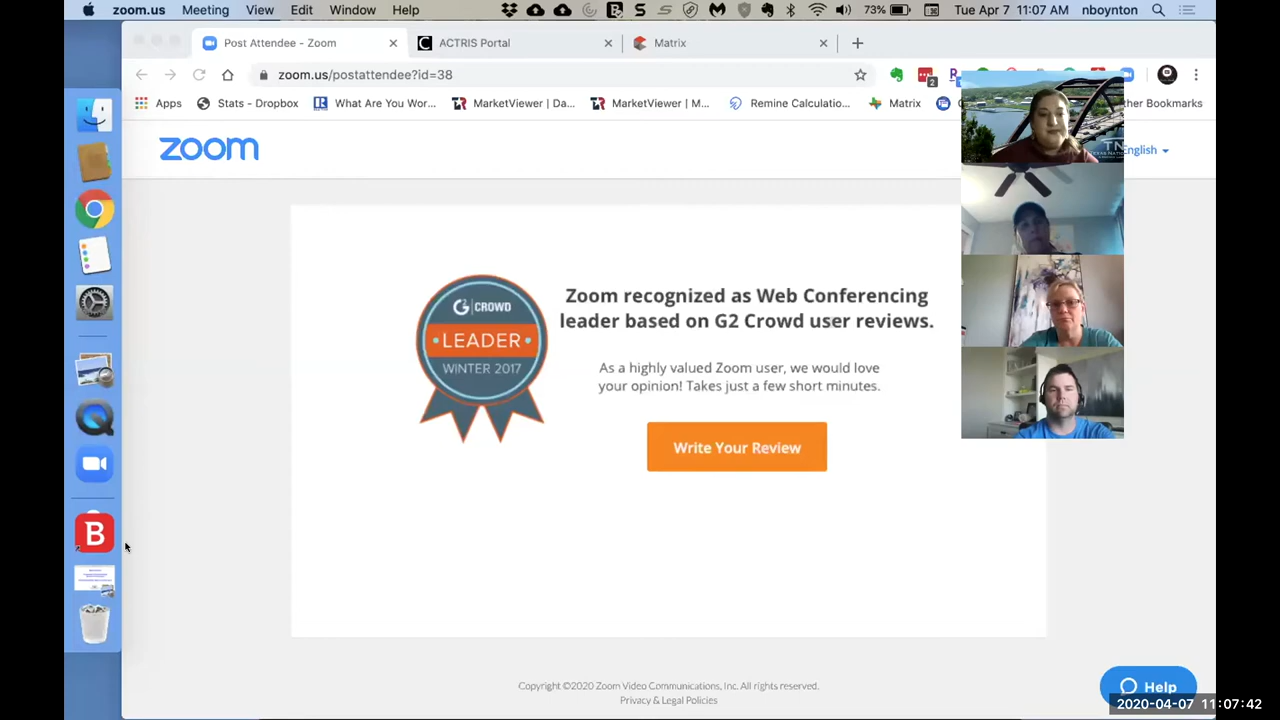 zoom.us Meeting View Edit Window Help 73% Tue Apr 7 11:07 AM nboynton
Post Attendee - Zoom ACTRIS Portal Matrix
zoom.us/postattendee?id=38 2
Apps Stats - Dropbox What Are You Wor... MarketViewer | Da... MarketViewer | M... Remine Calculatio... Matrix ther Bookmarks
zoom
TN
English
G2 | CROWD
LEADER
WINTER 2017
Zoom recognized as Web Conferencing
leader based on G2 Crowd user reviews.
As a highly valued Zoom user, we would love
your opinion! Takes just a few short minutes.
Write Your Review
B
Copyright ©2020 Zoom Video Communications, Inc. All rights reserved.
Privacy & Legal Policies
Help
2020-04-07 11:07:42